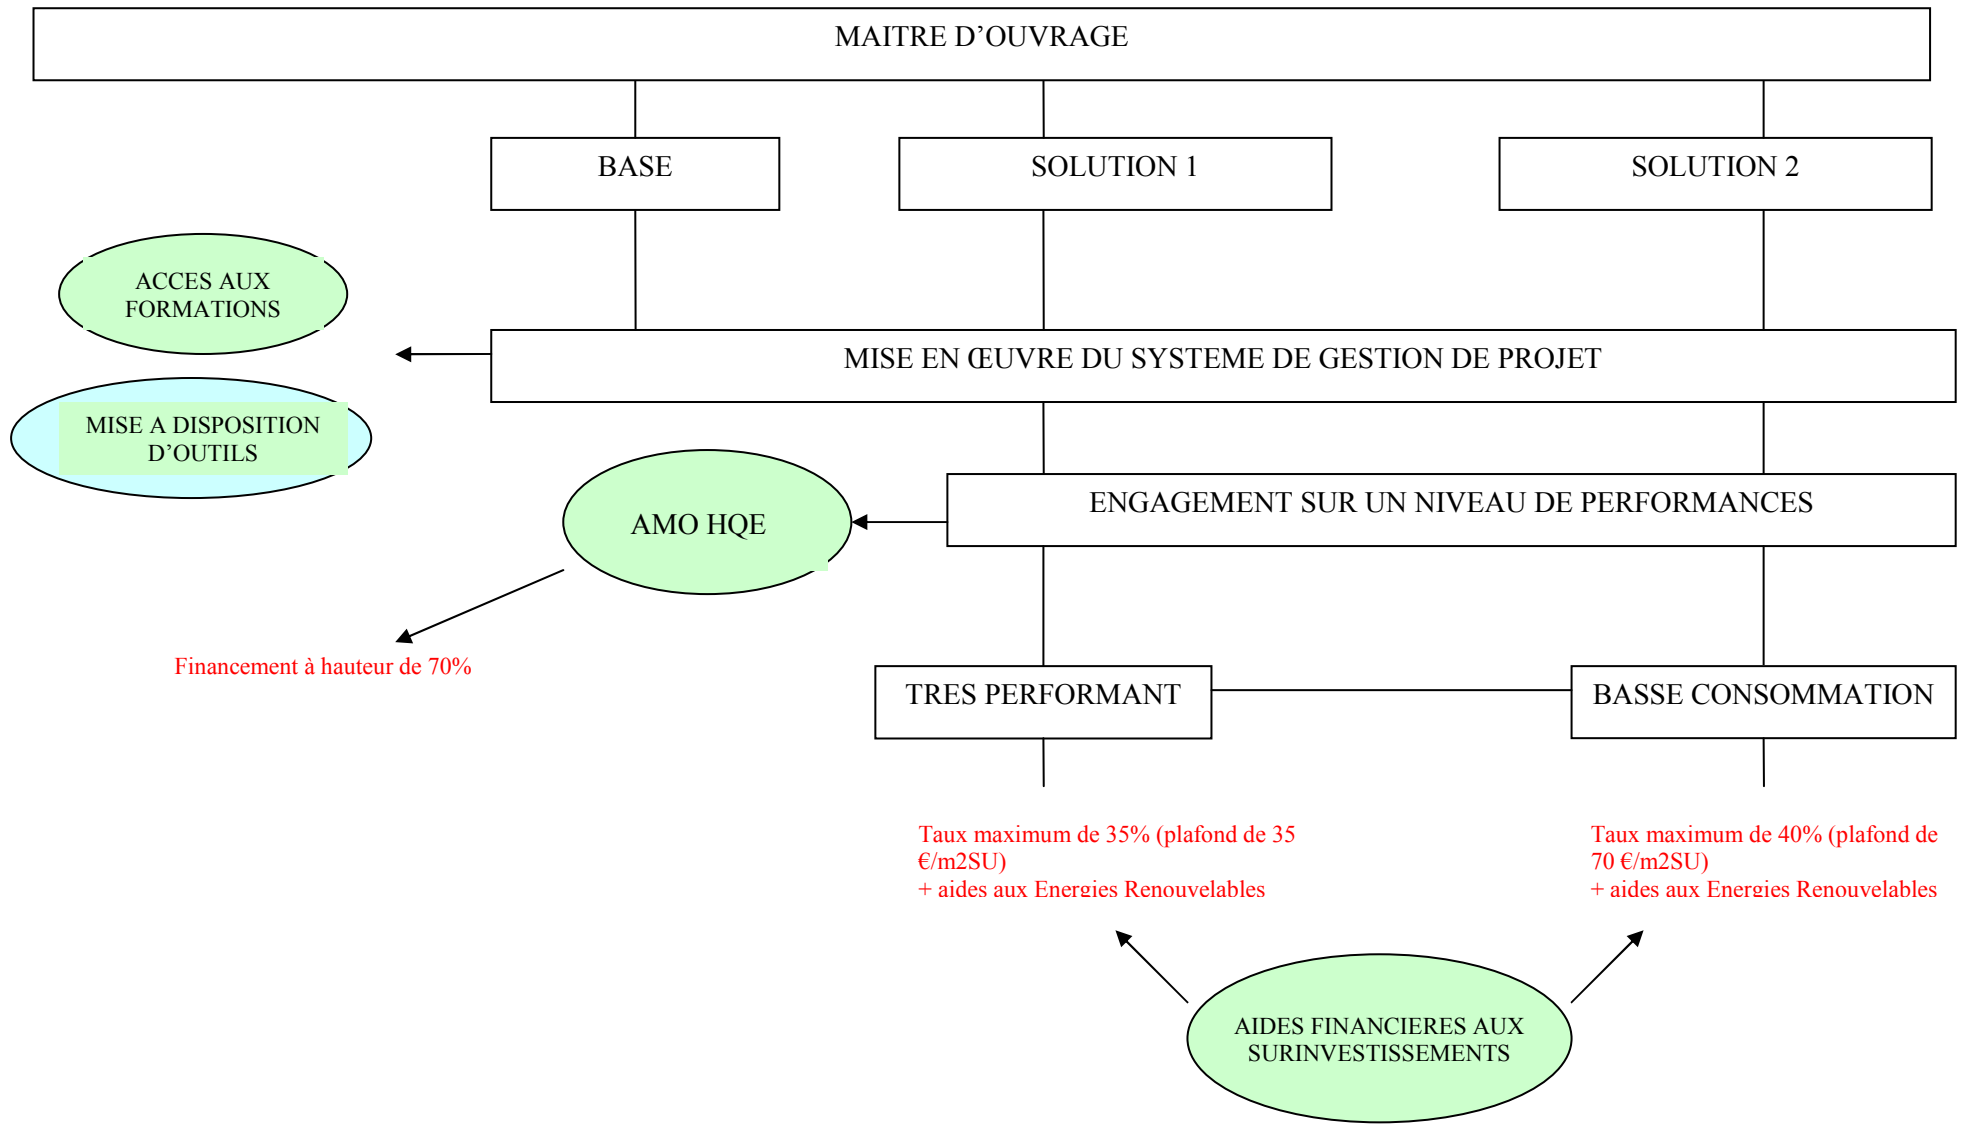 MAITRE D’OUVRAGE
BASE
SOLUTION 1
SOLUTION 2
ACCES AUX
FORMATIONS
MISE EN ŒUVRE DU SYSTEME DE GESTION DE PROJET
MISE A DISPOSITION
D’OUTILS
ENGAGEMENT SUR UN NIVEAU DE PERFORMANCES
AMO HQE
Financement à hauteur de 70%
TRES PERFORMANT
BASSE CONSOMMATION
Taux maximum de 35% (plafond de 35
€/m2SU)
+ aides aux Energies Renouvelables
Taux maximum de 40% (plafond de
70 €/m2SU)
+ aides aux Energies Renouvelables
AIDES FINANCIERES AUX
SURINVESTISSEMENTS